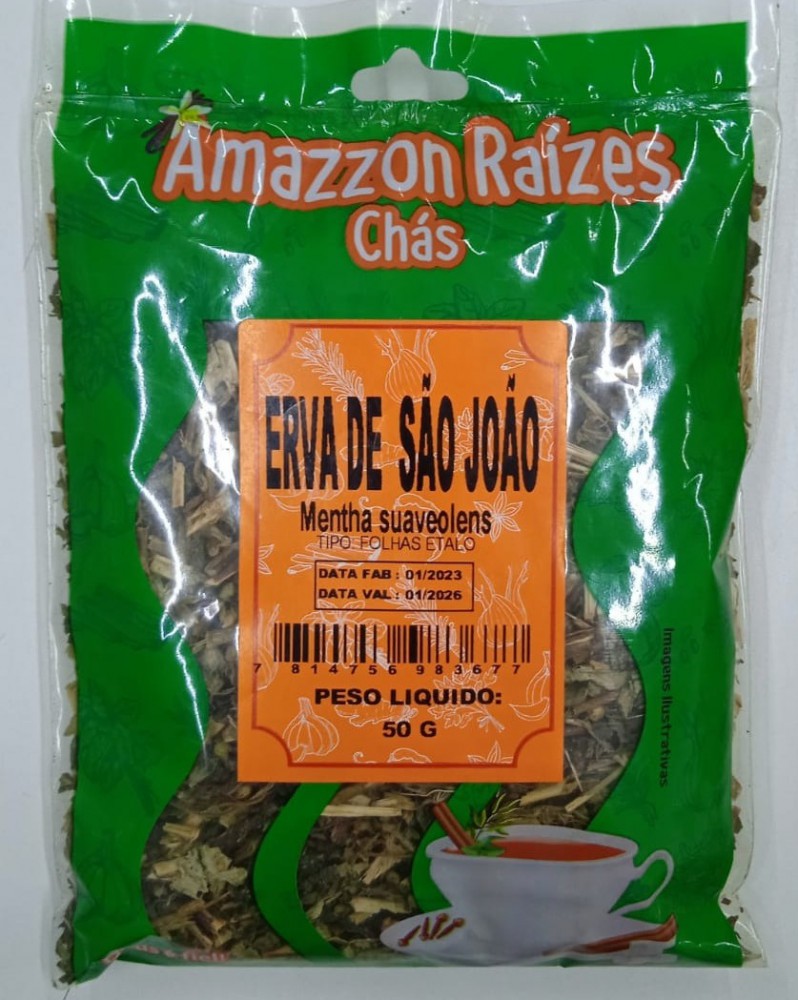 Amazzon Raízes
Chás
ERVA DE SÃO JOÃO
Mentha suaveolens
TIPO: FOLHAS E TALO
DATA FAB : 01/2023
DATA VAL : 01/2026
7 814756 983677
PESO LIQUIDO:
50 G
Imagens Ilustrativas